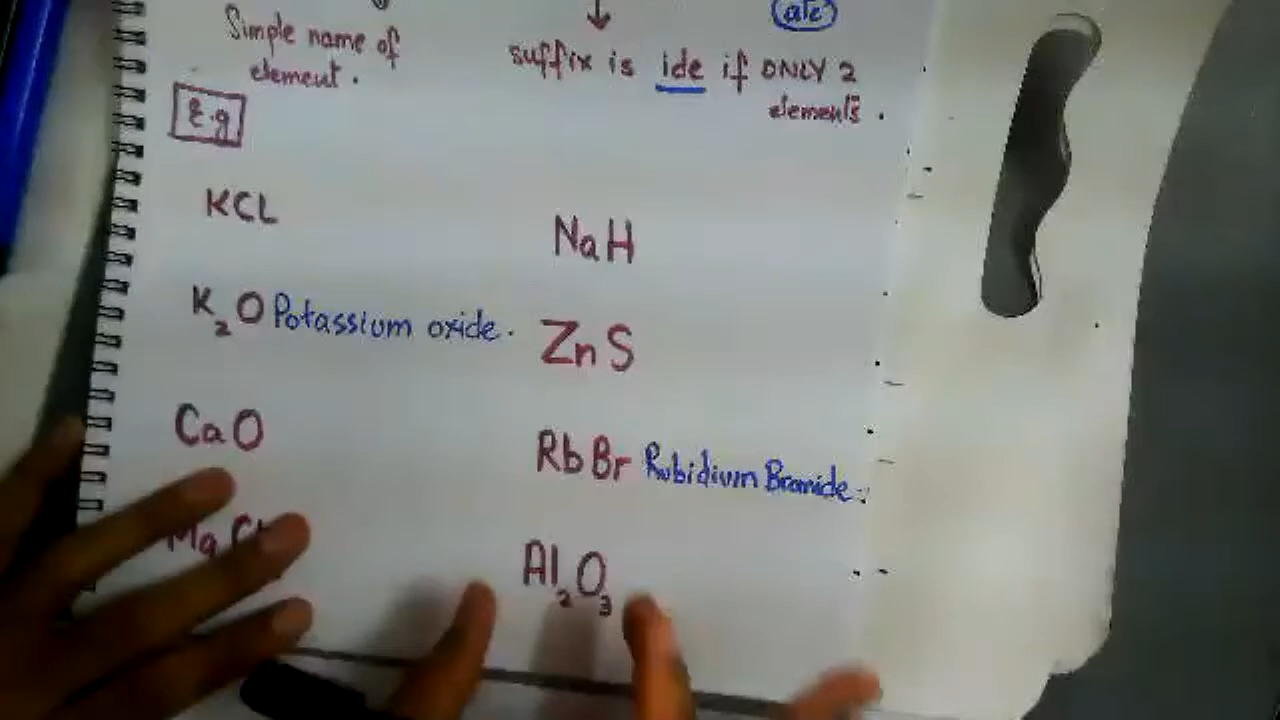 ate
Simple name of
element.
suffix is ide if ONLY 2
elements.
E.g
KCL
NaH
K2O Potassium oxide.
ZnS
CaO
RbBr Rubidium Bromide.
Al2O3